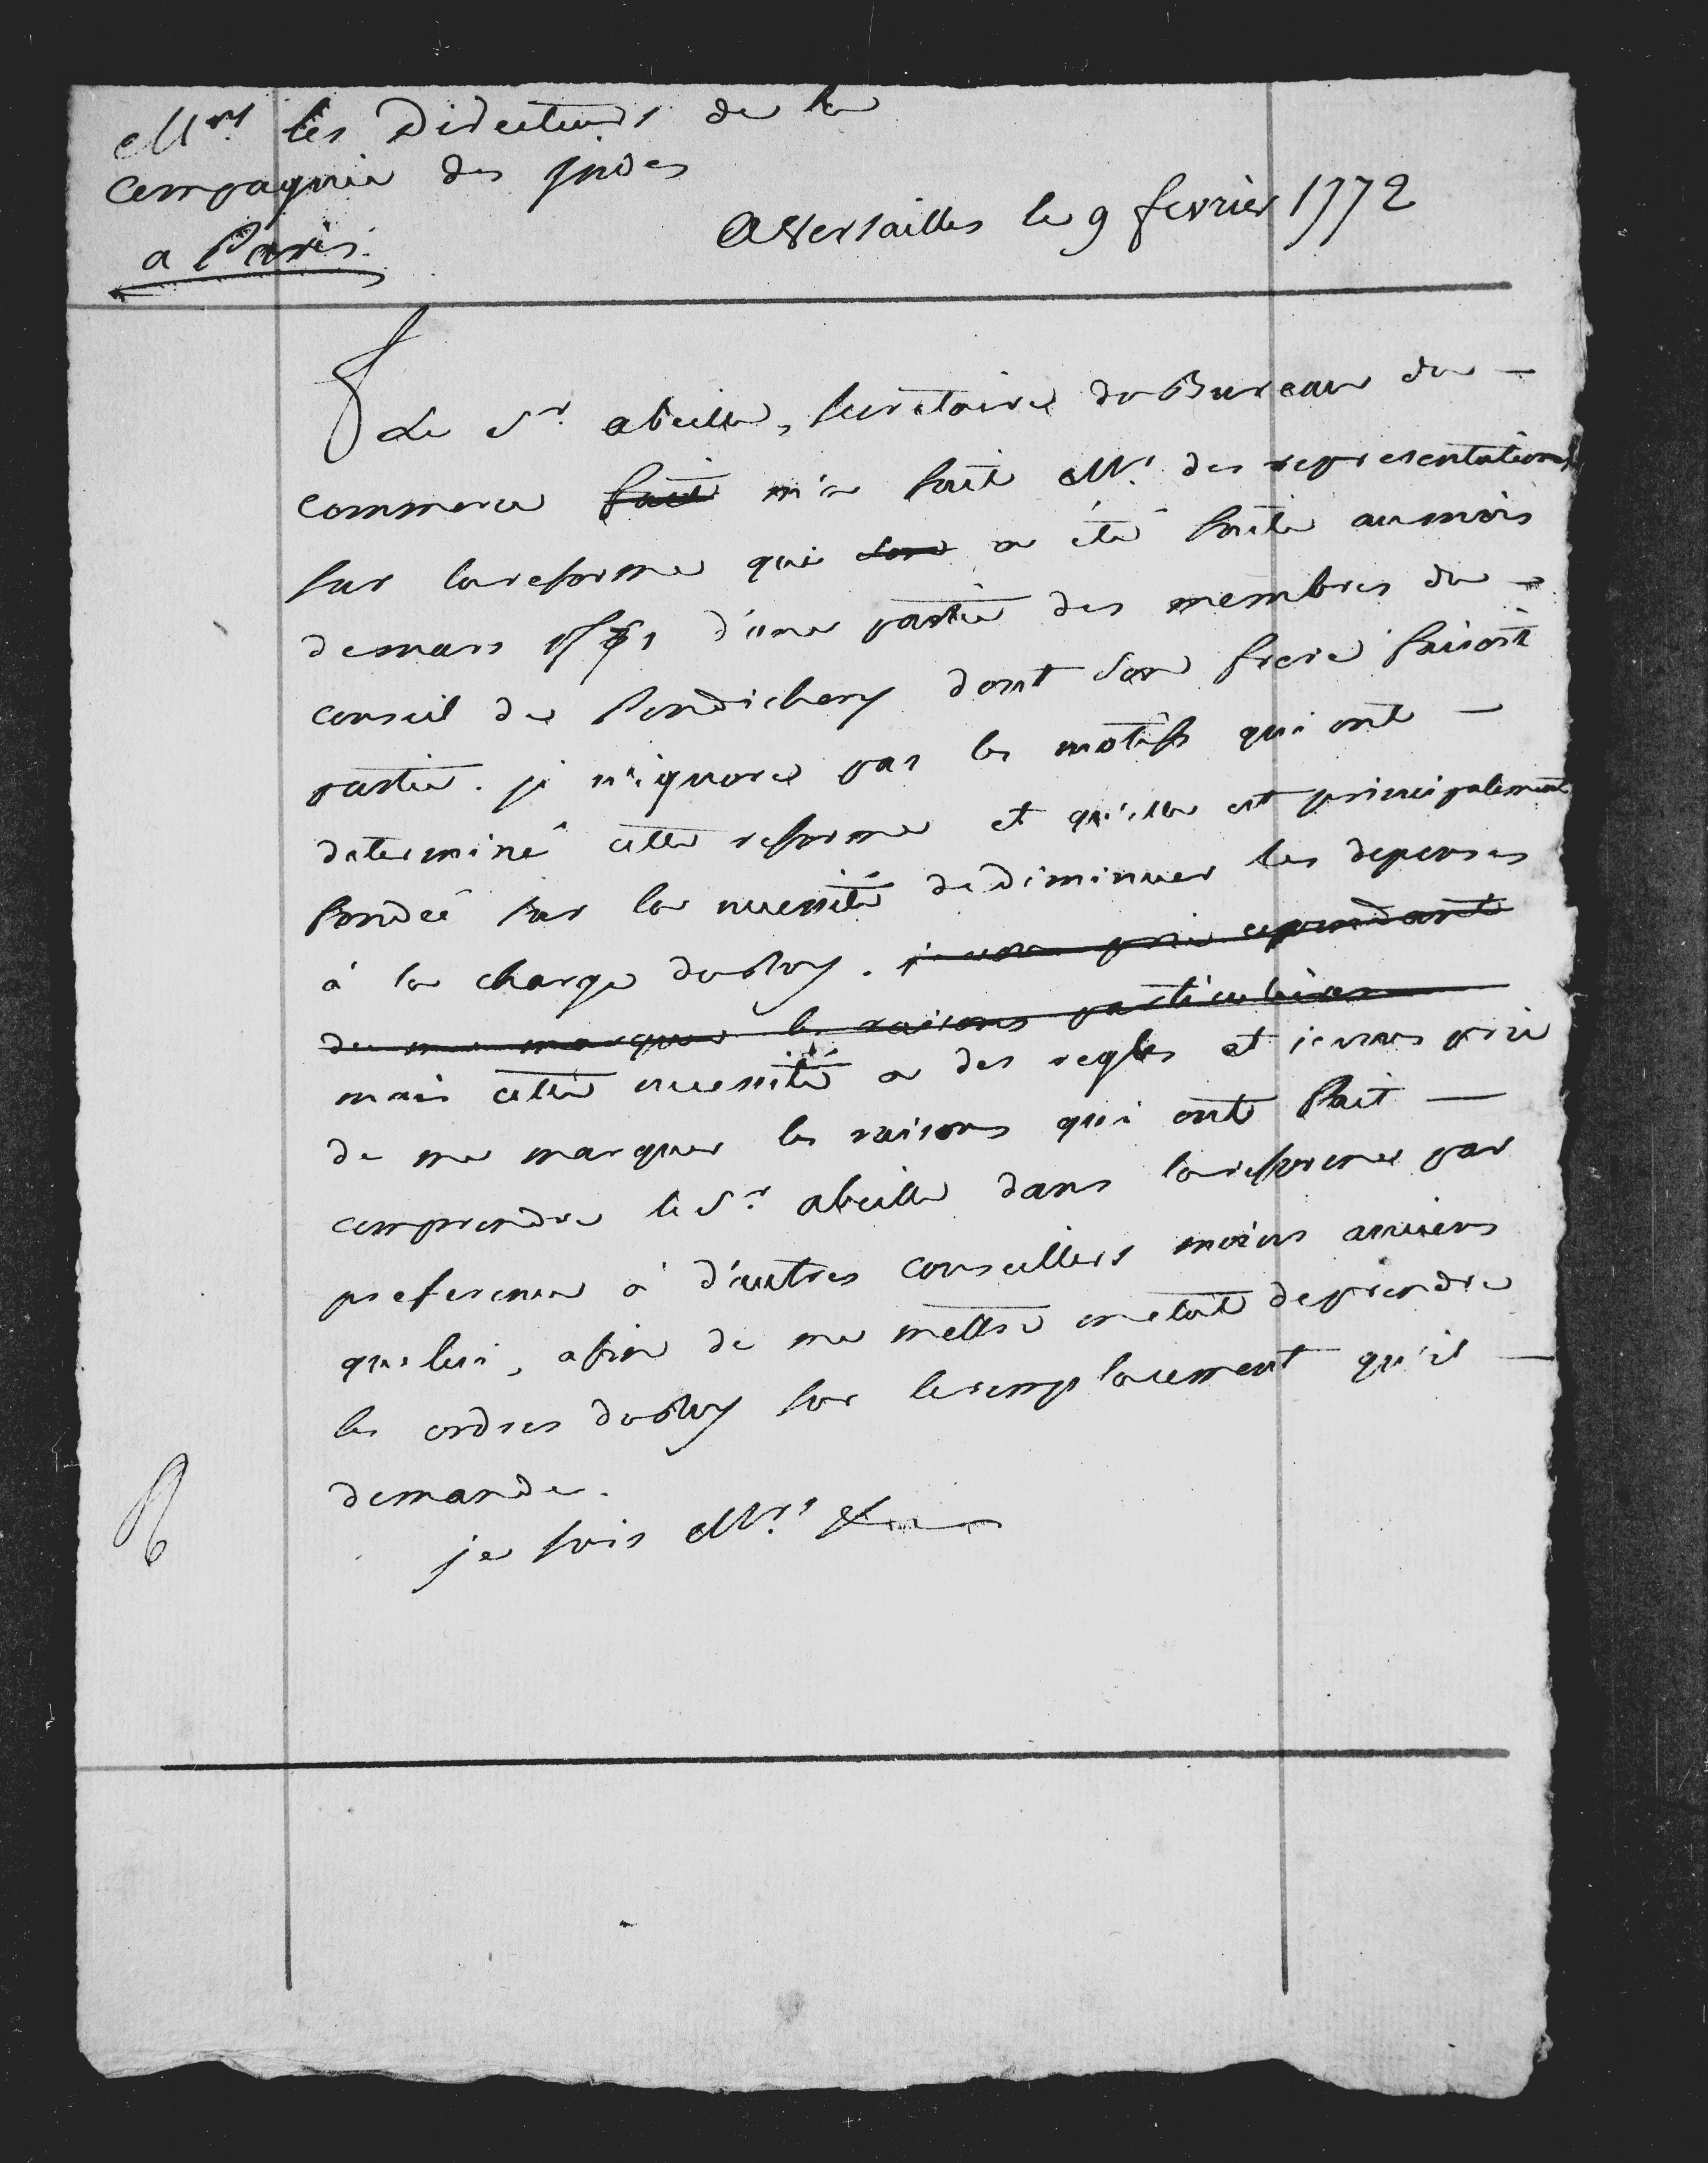 Mrs. les Directeurs de la
Compagnie des Indes
a Paris.
A Versailles le 9 fevrier 1772
Le Sr. abeille, secretaire du Bureau du
commerce fait m'a fait Mrs. des representations
sur la reforme qui a été faite au mois
de mars 1771 d'une partie des membres du
conseil de Pondichery dont son frere faisoit
partie. je n'ignore pas les motifs qui ont
determiné cette reforme et qu'elle est principalement
fondée sur la necessité de diminuer les depenses
à la charge du Roy. je vous prie cependant
de me marquer les raisons particulieres
mais cette necessité a des regles et je vous prie
de me marquer les raisons qui ont fait
comprendre le Sr. abeille dans la reforme par
preference à d'autres conseillers moins anciens
que lui, afin de me mettre en etat de prendre
les ordres du Roy sur le remplacement qu'il
demande.
je suis Mrs. &